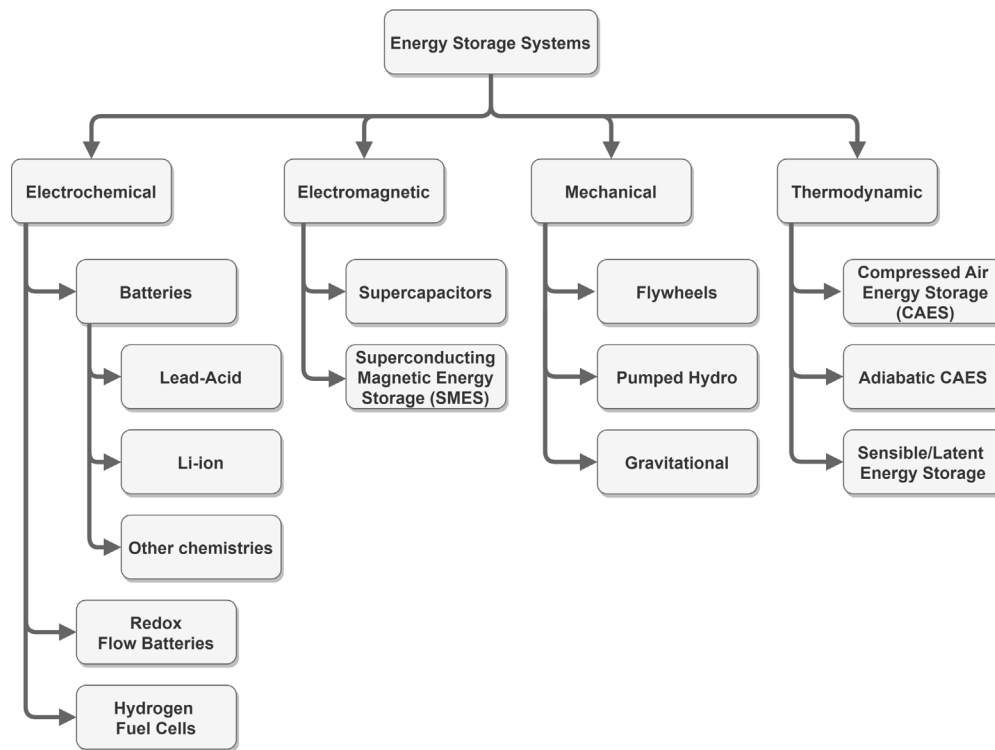 Energy Storage Systems
Electrochemical
Electromagnetic
Mechanical
Thermodynamic
Batteries
Supercapacitors
Flywheels
Compressed Air
Energy Storage
(CAES)
Lead-Acid
Superconducting
Magnetic Energy
Storage (SMES)
Pumped Hydro
Adiabatic CAES
Li-ion
Gravitational
Sensible/Latent
Energy Storage
Other chemistries
Redox
Flow Batteries
Hydrogen
Fuel Cells